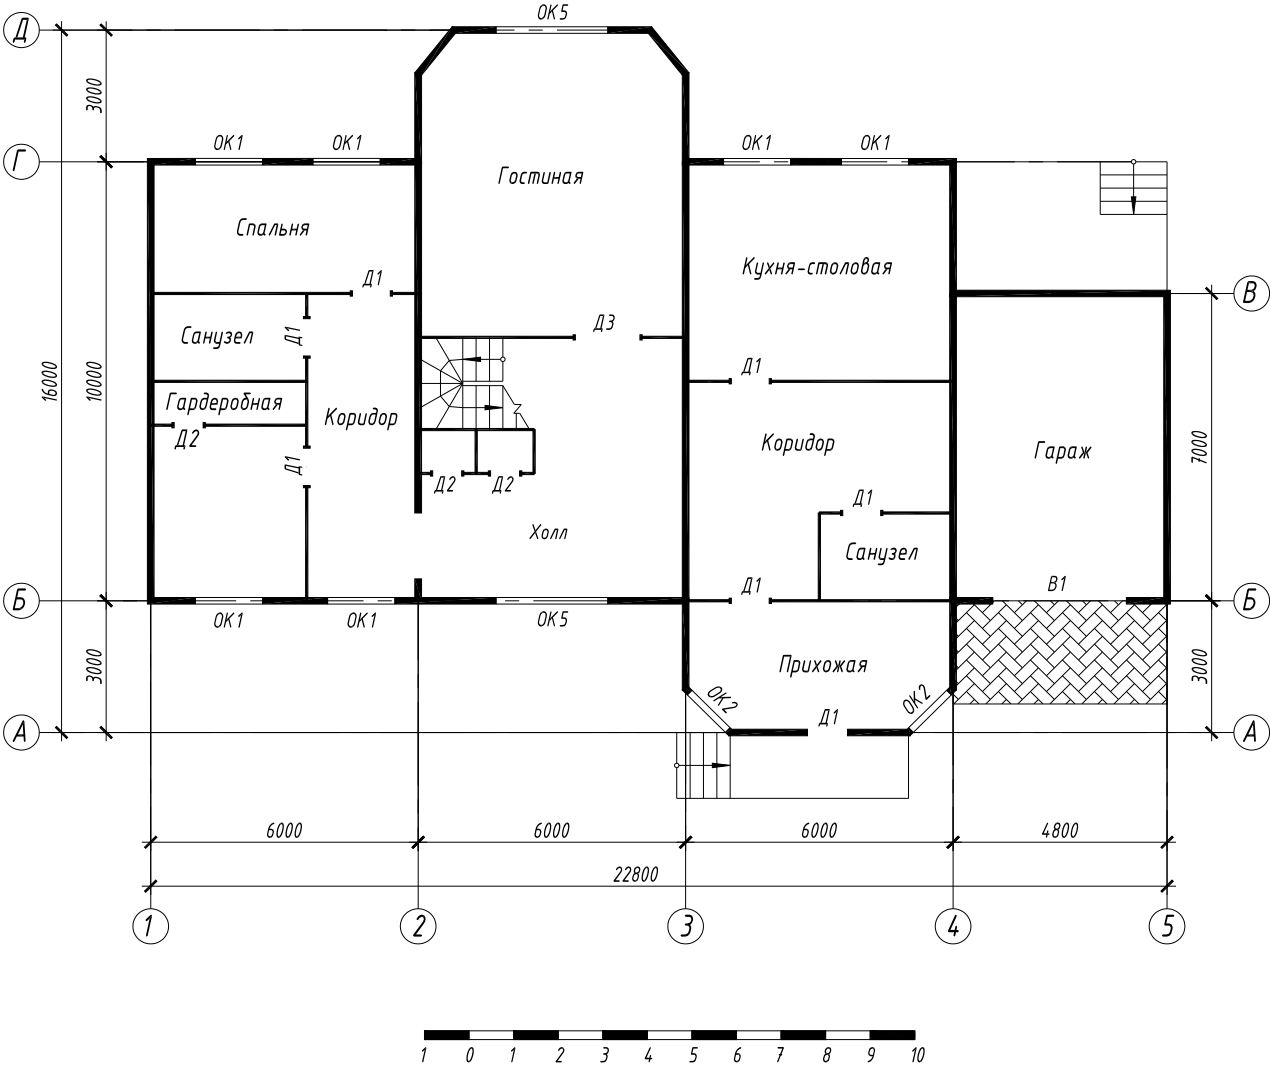 ОК5
Д
3000
ОК1
ОК1
ОК1
ОК1
Г
Гостиная
Спальня
Кухня-столовая
Д1
В
Санузел
Д1
Д3
16000
10000
Д1
Гардеробная
Коридор
Д2
Коридор
Гараж
7000
Д1
Д2
Д2
Д1
Холл
Санузел
Б
Д1
В1
Б
ОК1
ОК1
ОК5
3000
Прихожая
3000
ОК2
ОК2
Д1
А
А
6000
6000
6000
4800
22800
1
2
3
4
5
1 0 1 2 3 4 5 6 7 8 9 10